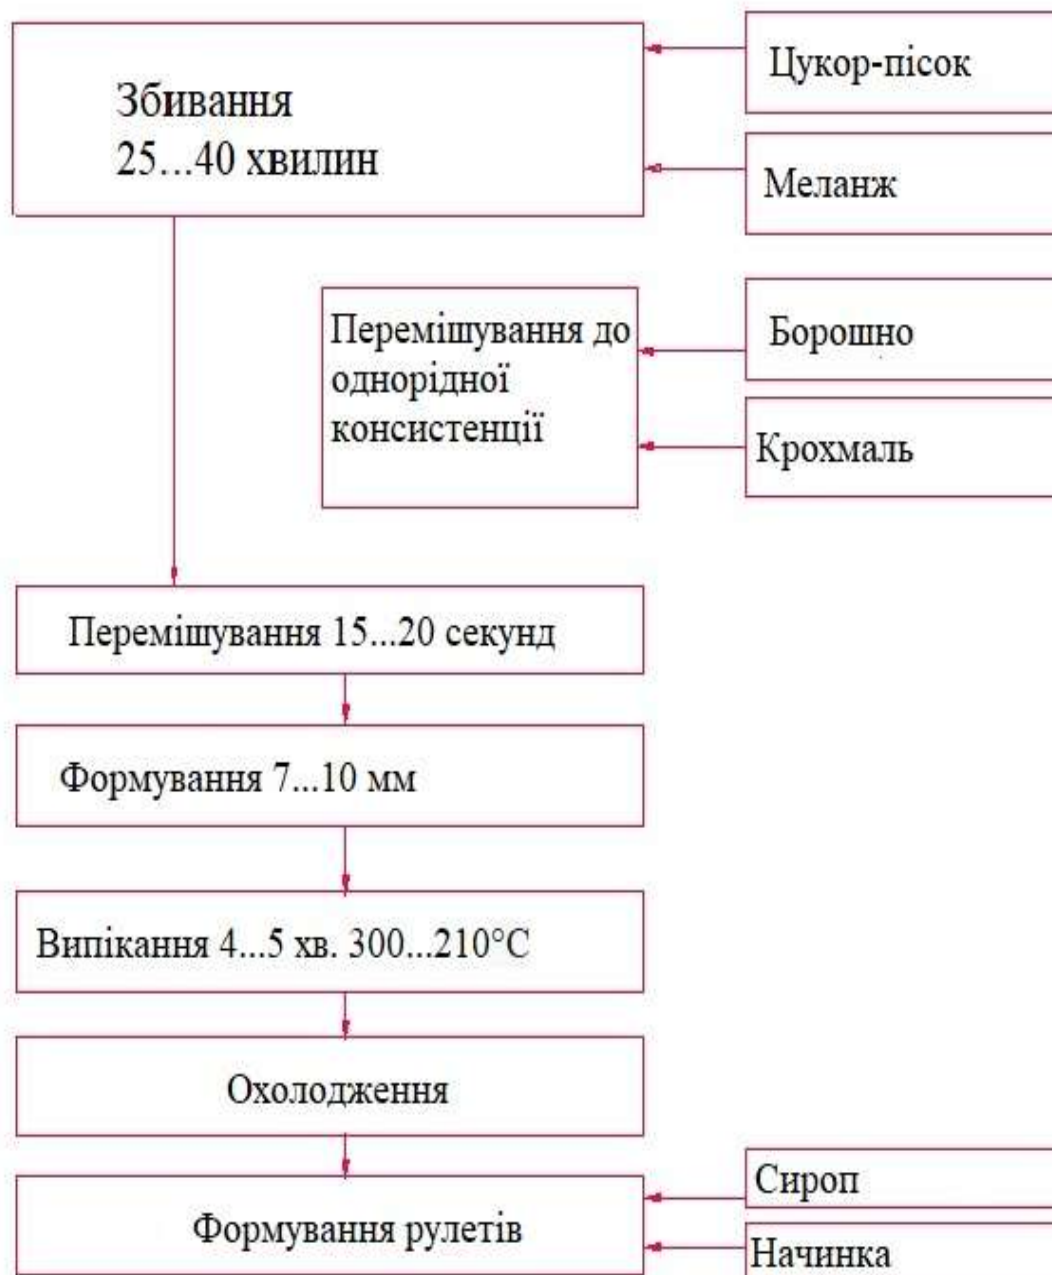 Збивання
25...40 хвилин
Цукор-пісок
Меланж
Перемішування до
однорідної
консистенції
Борошно
Крохмаль
Перемішування 15...20 секунд
Формування 7...10 мм
Випікання 4...5 хв. 300...210°C
Охолодження
Формування рулетів
Сироп
Начинка